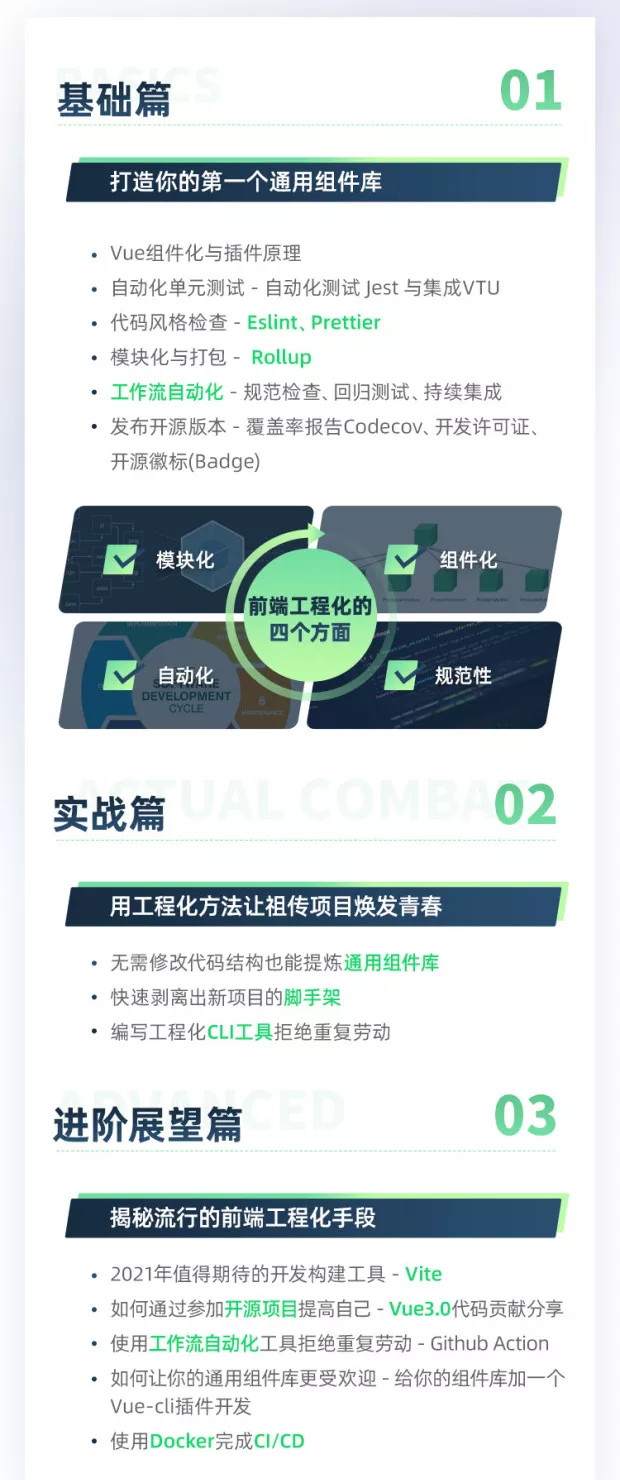 BASICS
基础篇
01
打造你的第一个通用组件库
• Vue组件化与插件原理
• 自动化单元测试 - 自动化测试 Jest 与集成VTU
• 代码风格检查 - Eslint、Prettier
• 模块化与打包 - Rollup
• 工作流自动化 - 规范检查、回归测试、持续集成
• 发布开源版本 - 覆盖率报告Codecov、开发许可证、
开源徽标(Badge)
模块化
组件化
前端工程化的
四个方面
自动化
规范性
DEVELOPMENT
CYCLE
ACTUAL COMBAT
实战篇
02
用工程化方法让祖传项目焕发青春
• 无需修改代码结构也能提炼通用组件库
• 快速剥离出新项目的脚手架
• 编写工程化CLI工具拒绝重复劳动
ADVANCED
进阶展望篇
03
揭秘流行的前端工程化手段
• 2021年值得期待的开发构建工具 - Vite
• 如何通过参加开源项目提高自己 - Vue3.0代码贡献分享
• 使用工作流自动化工具拒绝重复劳动 - Github Action
• 如何让你的通用组件库更受欢迎 - 给你的组件库加一个
Vue-cli插件开发
• 使用Docker完成CI/CD